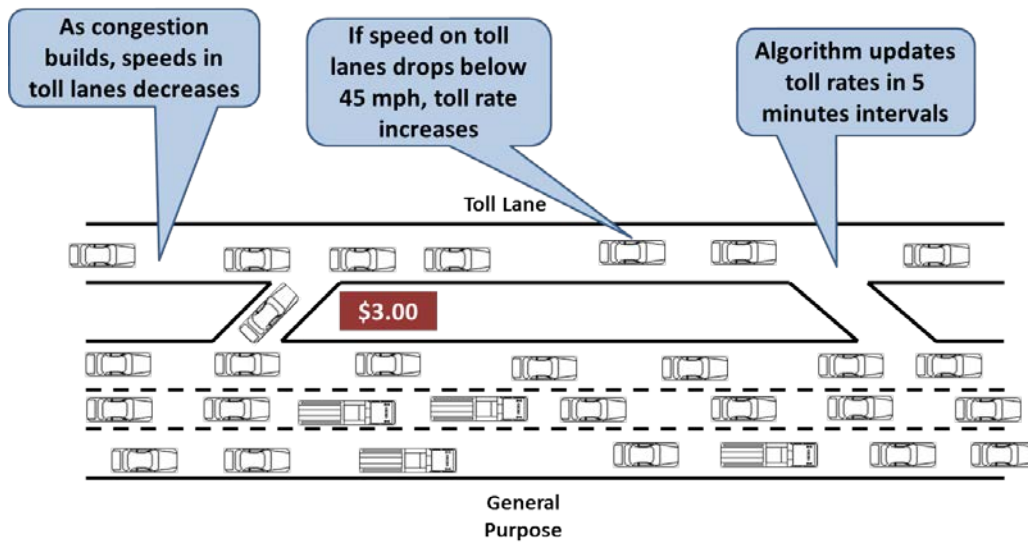 As congestion
builds, speeds in
toll lanes decreases
If speed on toll
lanes drops below
45 mph, toll rate
increases
Algorithm updates
toll rates in 5
minutes intervals
Toll Lane
$3.00
General
Purpose